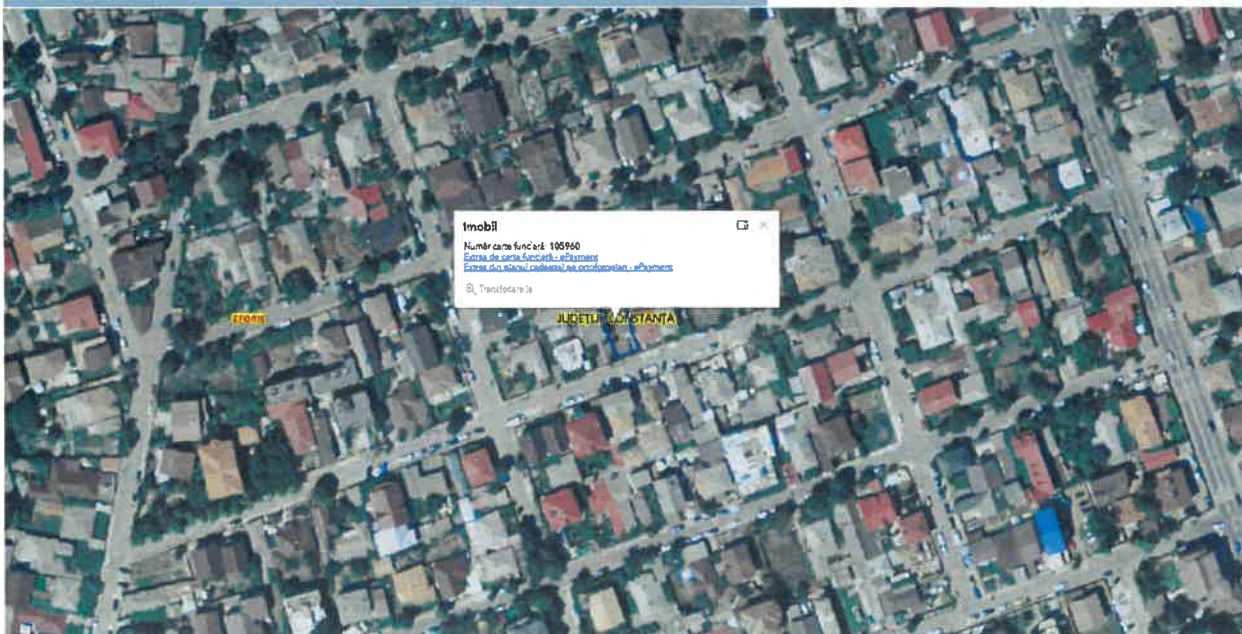 Imobil
Număr carte funciară: 105960
Extras de carte funciară - ePayment
Extras din planul cadastral pe ortofotoplan - ePayment
Transfocare la
EFORIE
JUDEȚUL CONSTANȚA